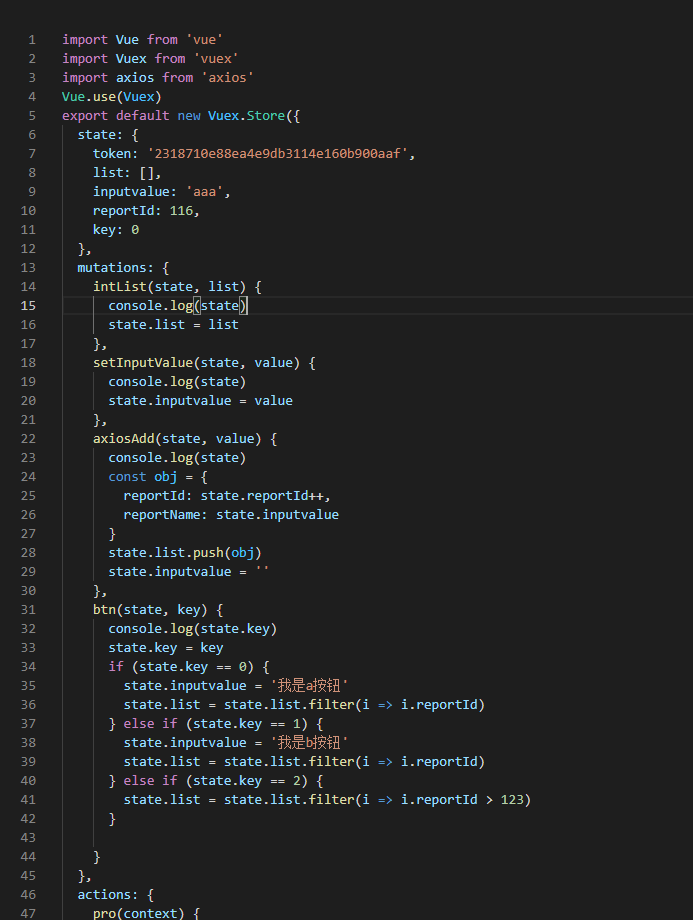 1 import Vue from 'vue'
2 import Vuex from 'vuex'
3 import axios from 'axios'
4 Vue.use(Vuex)
5 export default new Vuex.Store({
6 state: {
7 token: '2318710e88ea4e9db3114e160b900aaf',
8 list: [],
9 inputvalue: 'aaa',
10 reportId: 116,
11 key: 0
12 },
13 mutations: {
14 intList(state, list) {
15 console.log(state)
16 state.list = list
17 },
18 setInputValue(state, value) {
19 console.log(state)
20 state.inputvalue = value
21 },
22 axiosAdd(state, value) {
23 console.log(state)
24 const obj = {
25 reportId: state.reportId++,
26 reportName: state.inputvalue
27 }
28 state.list.push(obj)
29 state.inputvalue = ''
30 },
31 btn(state, key) {
32 console.log(state.key)
33 state.key = key
34 if (state.key == 0) {
35 state.inputvalue = '我是a按钮'
36 state.list = state.list.filter(i => i.reportId)
37 } else if (state.key == 1) {
38 state.inputvalue = '我是b按钮'
39 state.list = state.list.filter(i => i.reportId)
40 } else if (state.key == 2) {
41 state.list = state.list.filter(i => i.reportId > 123)
42 }
43
44 }
45 },
46 actions: {
47 pro(context) {